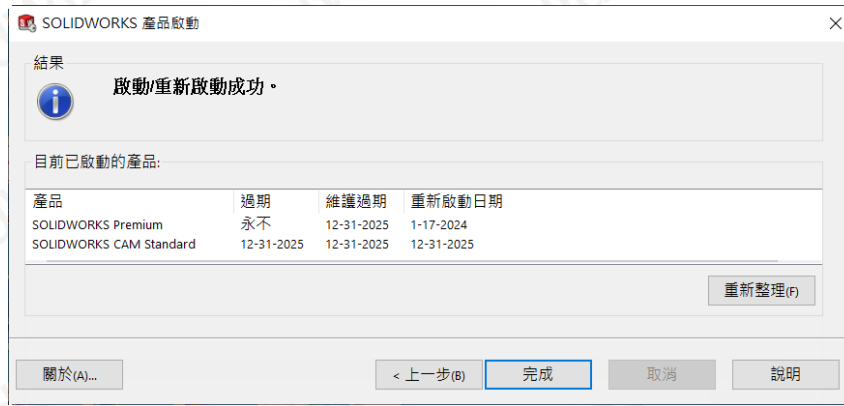 SOLIDWORKS 產品啟動
結果
啟動/重新啟動成功。
目前已啟動的產品:
產品 過期 維護過期 重新啟動日期
SOLIDWORKS Premium 永不 12-31-2025 1-17-2024
SOLIDWORKS CAM Standard 12-31-2025 12-31-2025 12-31-2025
重新整理(F)
關於(A)... < 上一步(B) 完成 取消 說明